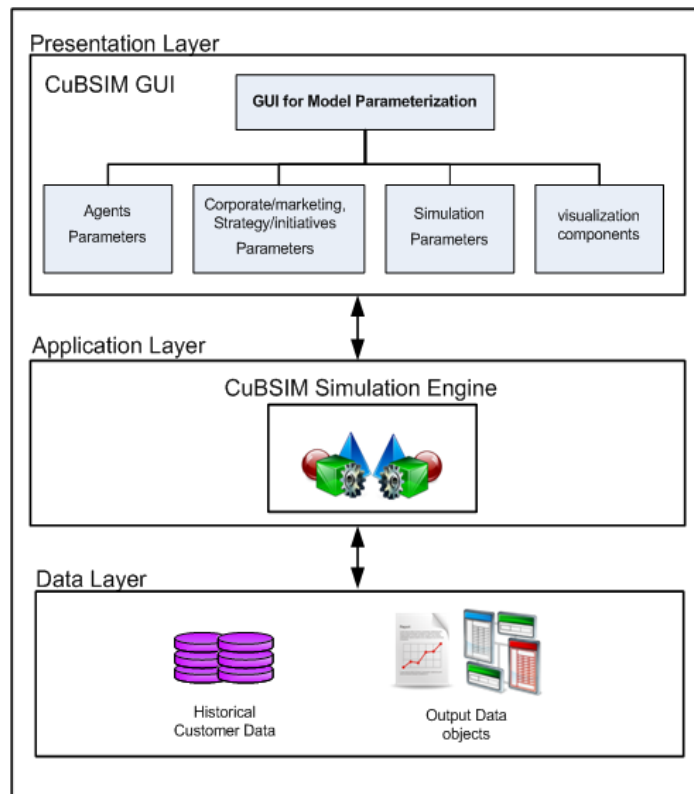 Presentation Layer
CuBSIM GUI
GUI for Model Parameterization
Agents
Parameters
Corporate/marketing,
Strategy/initiatives
Parameters
Simulation
Parameters
visualization
components
Application Layer
CuBSIM Simulation Engine
Data Layer
Historical
Customer Data
Output Data
objects